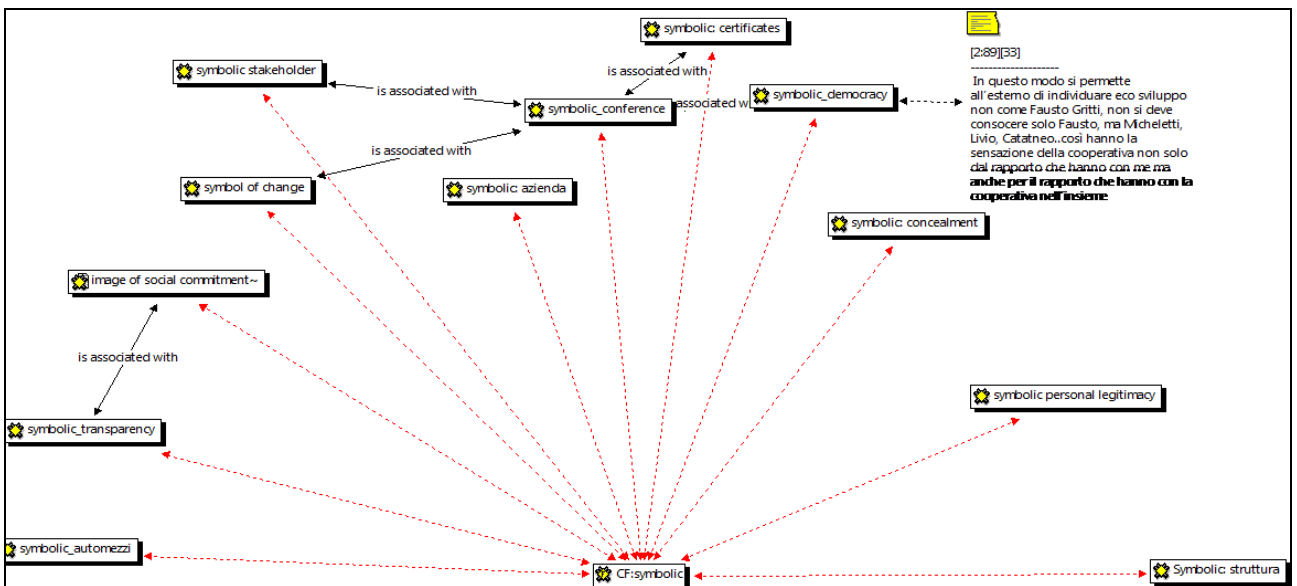 symbolic: certificates
[2:89][33]
--------------------
In questo modo si permette
all'esterno di individuare eco sviluppo
non come Fausto Gritti, non si deve
consocere solo Fausto, ma Micheletti,
Livio, Catatneo..così hanno la
sensazione della cooperativa non solo
dal rapporto che hanno con me ma
anche per il rapporto che hanno con la
cooperativa nell'insieme
symbolic stakeholder
is associated with
is associated with
symbolic_conference
associated w
symbolic_democracy
is associated with
symbol of change
symbolic: azienda
symbolic: concealment
image of social commitment~
is associated with
symbolic personal legitimacy
symbolic_transparency
symbolic_automezzi
CF:symbolic
Symbolic: struttura